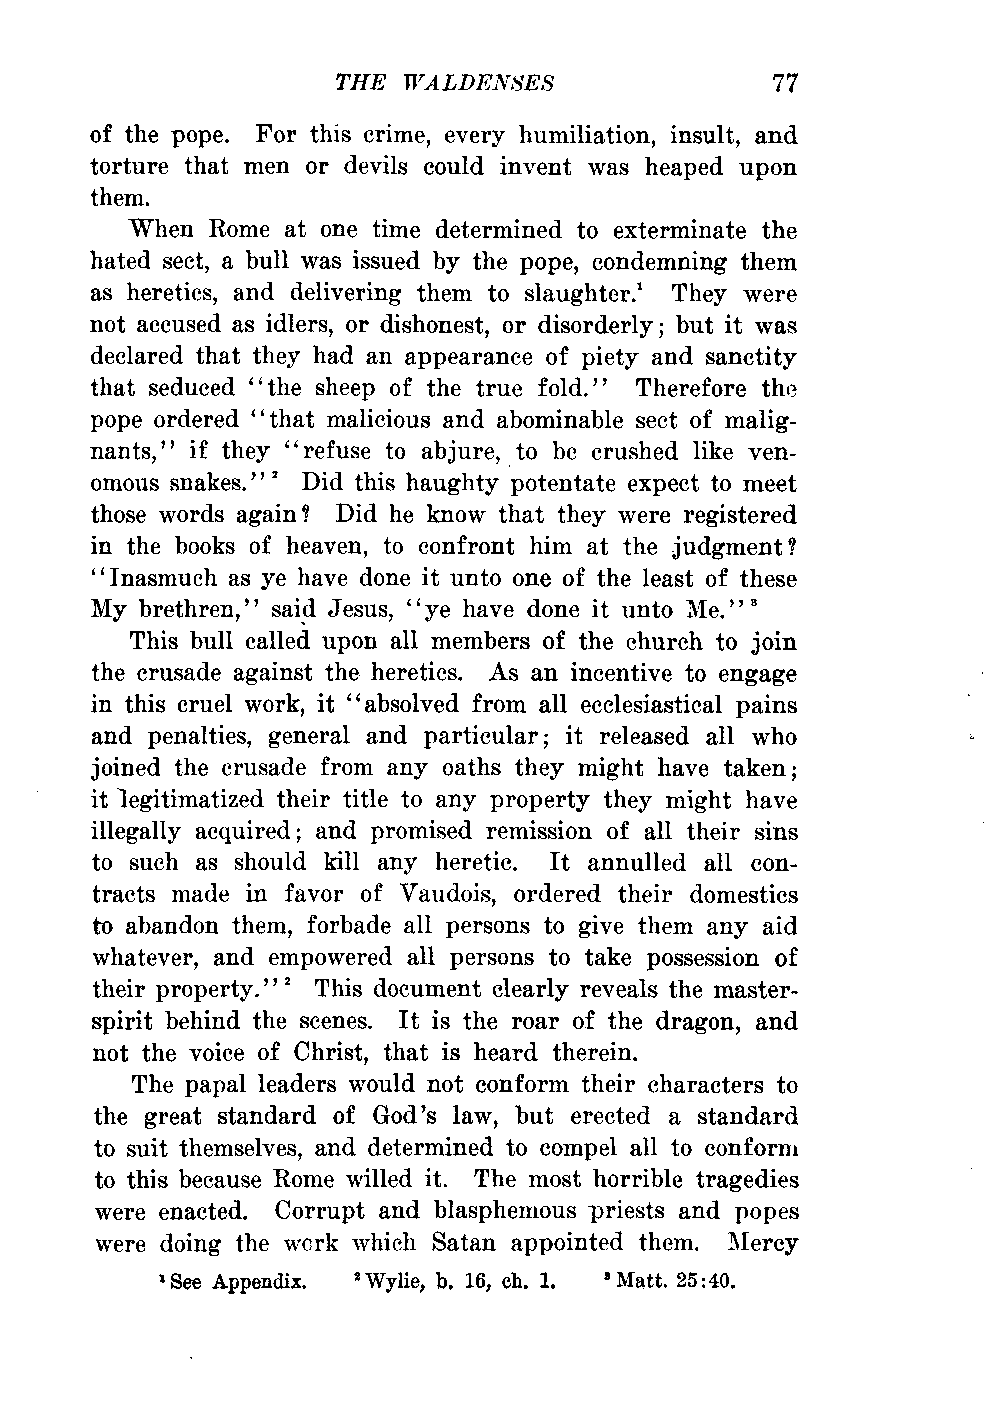 THE WALDENSES 77
of the pope. For this crime, every humiliation, insult, and
torture that men or devils could invent was heaped upon
them.
When Rome at one time determined to exterminate the
hated sect, a bull was issued by the pope, condemning them
as heretics, and delivering them to slaughter.¹ They were
not accused as idlers, or dishonest, or disorderly; but it was
declared that they had an appearance of piety and sanctity
that seduced "the sheep of the true fold." Therefore the
pope ordered "that malicious and abominable sect of malig-
nants," if they "refuse to abjure, to be crushed like ven-
omous snakes."² Did this haughty potentate expect to meet
those words again? Did he know that they were registered
in the books of heaven, to confront him at the judgment?
"Inasmuch as ye have done it unto one of the least of these
My brethren," said Jesus, "ye have done it unto Me."³
This bull called upon all members of the church to join
the crusade against the heretics. As an incentive to engage
in this cruel work, it "absolved from all ecclesiastical pains
and penalties, general and particular; it released all who
joined the crusade from any oaths they might have taken;
it legitimatized their title to any property they might have
illegally acquired; and promised remission of all their sins
to such as should kill any heretic. It annulled all con-
tracts made in favor of Vaudois, ordered their domestics
to abandon them, forbade all persons to give them any aid
whatever, and empowered all persons to take possession of
their property."² This document clearly reveals the master-
spirit behind the scenes. It is the roar of the dragon, and
not the voice of Christ, that is heard therein.
The papal leaders would not conform their characters to
the great standard of God's law, but erected a standard
to suit themselves, and determined to compel all to conform
to this because Rome willed it. The most horrible tragedies
were enacted. Corrupt and blasphemous priests and popes
were doing the work which Satan appointed them. Mercy
¹ See Appendix. ² Wylie, b. 16, ch. 1. ³ Matt. 25:40.